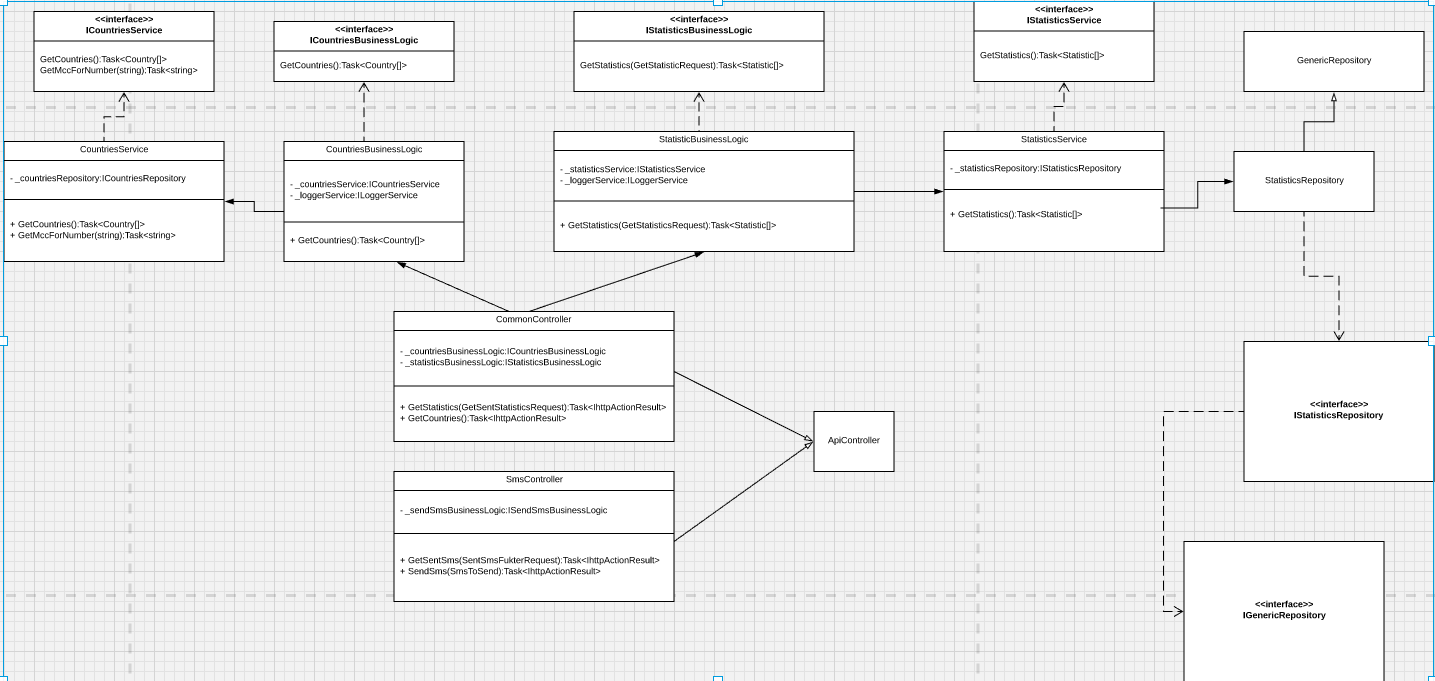 <<interface>>
ICountriesService
GetCountries():Task<Country[]>
GetMccForNumber(string):Task<string>
<<interface>>
ICountriesBusinessLogic
GetCountries():Task<Country[]>
<<interface>>
IStatisticsBusinessLogic
GetStatistics(GetStatisticRequest):Task<Statistic[]>
<<interface>>
IStatisticsService
GetStatistics():Task<Statistic[]>
GenericRepository
CountriesService
- _countriesRepository:ICountriesRepository
+ GetCountries():Task<Country[]>
+ GetMccForNumber(string):Task<string>
CountriesBusinessLogic
- _countriesService:ICountriesService
- _loggerService:ILoggerService
+ GetCountries():Task<Country[]>
StatisticBusinessLogic
- _statisticsService:IStatisticsService
- _loggerService:ILoggerService
+ GetStatistics(GetStatisticsRequest):Task<Statistic[]>
StatisticsService
- _statisticsRepository:IStatisticsRepository
+ GetStatistics():Task<Statistic[]>
StatisticsRepository
CommonController
- _countriesBusinessLogic:ICountriesBusinessLogic
- _statisticsBusinessLogic:IStatisticsBusinessLogic
+ GetStatistics(GetSentStatisticsRequest):Task<IhttpActionResult>
+ GetCountries():Task<IhttpActionResult>
ApiController
<<interface>>
IStatisticsRepository
SmsController
- _sendSmsBusinessLogic:ISendSmsBusinessLogic
+ GetSentSms(SentSmsFukterRequest):Task<IhttpActionResult>
+ SendSms(SmsToSend):Task<IhttpActionResult>
<<interface>>
IGenericRepository